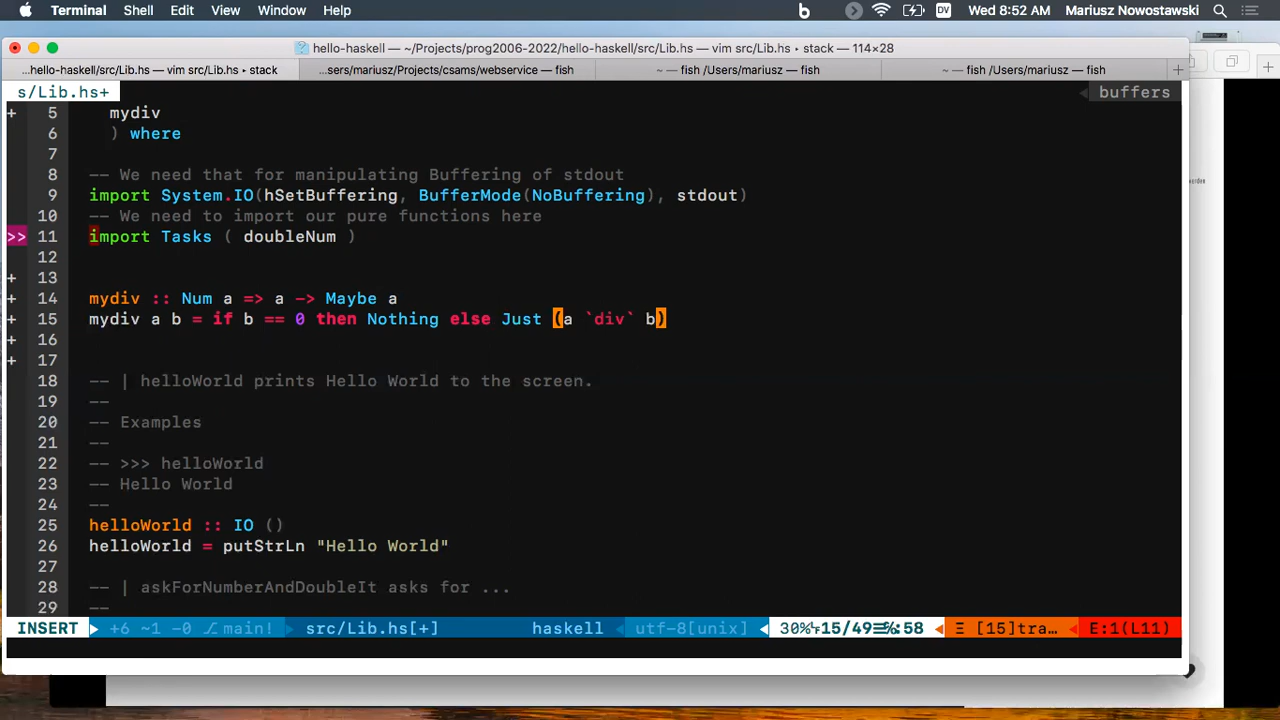 Terminal Shell Edit View Window Help DV Wed 8:52 AM Mariusz Nowostawski
hello-haskell — ~/Projects/prog2006-2022/hello-haskell/src/Lib.hs — vim src/Lib.hs ‣ stack — 114×28
...hello-haskell/src/Lib.hs — vim src/Lib.hs ‣ stack ...sers/mariusz/Projects/csams/webservice — fish ~ — fish /Users/mariusz — fish ~ — fish /Users/mariusz — fish +
s/Lib.hs+ buffers
+ 5 mydiv
6 ) where
7
8 -- We need that for manipulating Buffering of stdout
9 import System.IO(hSetBuffering, BufferMode(NoBuffering), stdout)
10 -- We need to import our pure functions here
>> 11 import Tasks ( doubleNum )
12
+ 13
+ 14 mydiv :: Num a => a -> Maybe a
+ 15 mydiv a b = if b == 0 then Nothing else Just (a `div` b)
+ 16
+ 17
18 -- | helloWorld prints Hello World to the screen.
19 --
20 -- Examples
21 --
22 -- >>> helloWorld
23 -- Hello World
24 --
25 helloWorld :: IO ()
26 helloWorld = putStrLn "Hello World"
27
28 -- | askForNumberAndDoubleIt asks for ...
29 --
INSERT +6 ~1 -0 main! src/Lib.hs[+] haskell utf-8[unix] 30% 15/49 :58 Ξ [15]tra… E:1(L11)